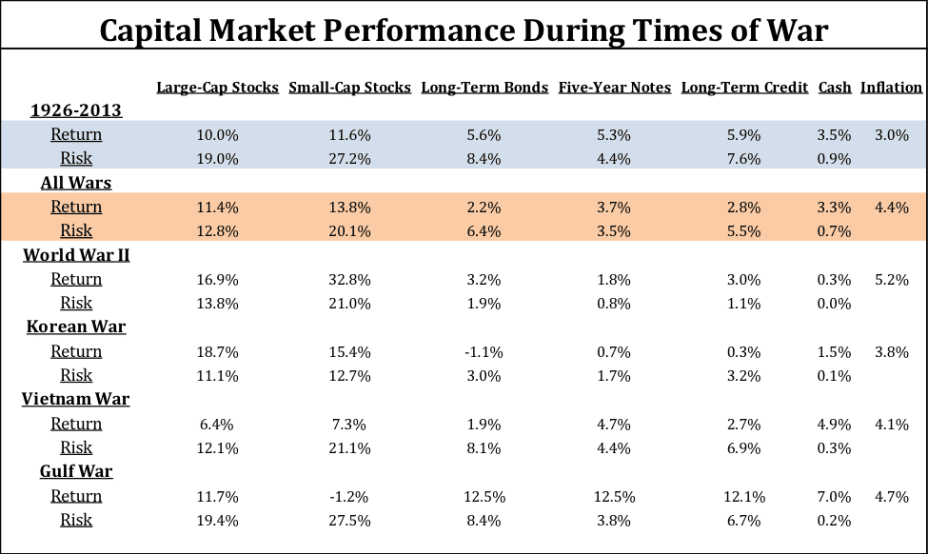 Capital Market Performance During Times of War
Large-Cap Stocks Small-Cap Stocks Long-Term Bonds Five-Year Notes Long-Term Credit Cash Inflation
1926-2013
Return 10.0% 11.6% 5.6% 5.3% 5.9% 3.5% 3.0%
Risk 19.0% 27.2% 8.4% 4.4% 7.6% 0.9%
All Wars
Return 11.4% 13.8% 2.2% 3.7% 2.8% 3.3% 4.4%
Risk 12.8% 20.1% 6.4% 3.5% 5.5% 0.7%
World War II
Return 16.9% 32.8% 3.2% 1.8% 3.0% 0.3% 5.2%
Risk 13.8% 21.0% 1.9% 0.8% 1.1% 0.0%
Korean War
Return 18.7% 15.4% -1.1% 0.7% 0.3% 1.5% 3.8%
Risk 11.1% 12.7% 3.0% 1.7% 3.2% 0.1%
Vietnam War
Return 6.4% 7.3% 1.9% 4.7% 2.7% 4.9% 4.1%
Risk 12.1% 21.1% 8.1% 4.4% 6.9% 0.3%
Gulf War
Return 11.7% -1.2% 12.5% 12.5% 12.1% 7.0% 4.7%
Risk 19.4% 27.5% 8.4% 3.8% 6.7% 0.2%